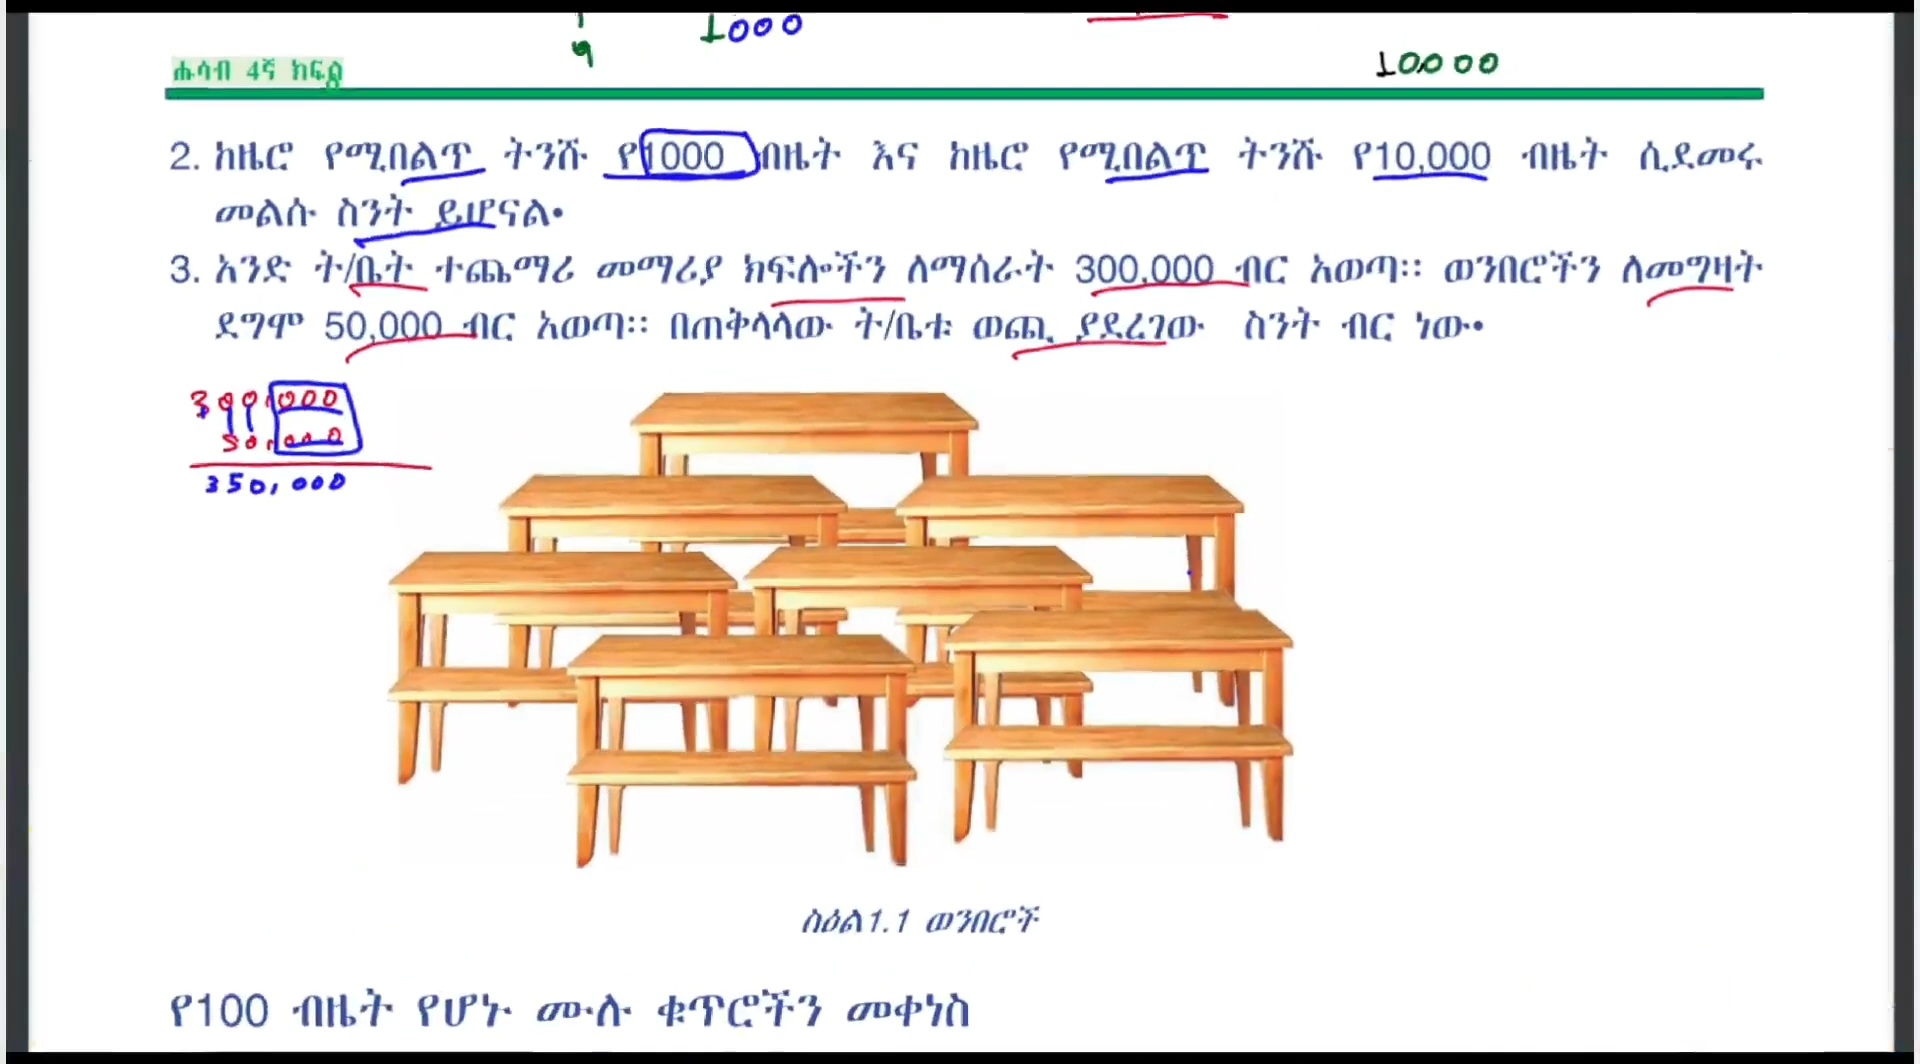 1000
10000
ሒሳብ 4ኛ ክፍል
2. ከዜሮ የሚበልጥ ትንሹ የ1000 ብዜት እና ከዜሮ የሚበልጥ ትንሹ የ10,000 ብዜት ሲደመሩ
መልሱ ስንት ይሆናል፧
3. አንድ ት/ቤት ተጨማሪ መማሪያ ክፍሎችን ለማሰራት 300,000 ብር አወጣ፡፡ ወንበሮችን ለመግዛት
ደግሞ 50,000 ብር አወጣ፡፡ በጠቅላላው ት/ቤቱ ወጪ ያደረገው ስንት ብር ነው፧
300,000
50,000
350,000
ስዕል1.1 ወንበሮች
የ100 ብዜት የሆኑ ሙሉ ቁጥሮችን መቀነስ